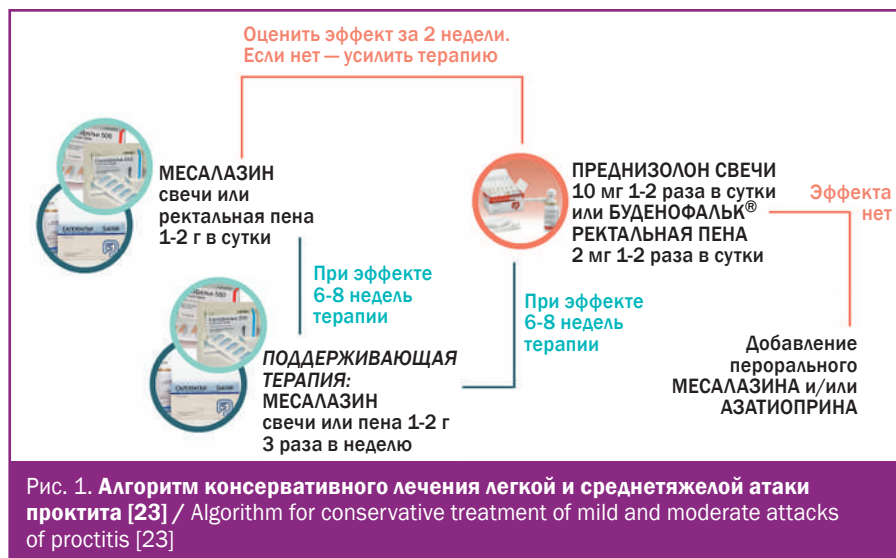 Оценить эффект за 2 недели.
Если нет — усилить терапию
МЕСАЛАЗИН
свечи или
ректальная пена
1-2 г в сутки
ПРЕДНИЗОЛОН СВЕЧИ
10 мг 1-2 раза в сутки
или БУДЕНОФАЛЬК®
РЕКТАЛЬНАЯ ПЕНА
2 мг 1-2 раза в сутки
Эффекта
нет
При эффекте
6-8 недель
терапии
При эффекте
6-8 недель
терапии
ПОДДЕРЖИВАЮЩАЯ
ТЕРАПИЯ:
МЕСАЛАЗИН
свечи или пена 1-2 г
3 раза в неделю
Добавление
перорального
МЕСАЛАЗИНА и/или
АЗАТИОПРИНА
Рис. 1. Алгоритм консервативного лечения легкой и среднетяжелой атаки
проктита [23] / Algorithm for conservative treatment of mild and moderate attacks
of proctitis [23]